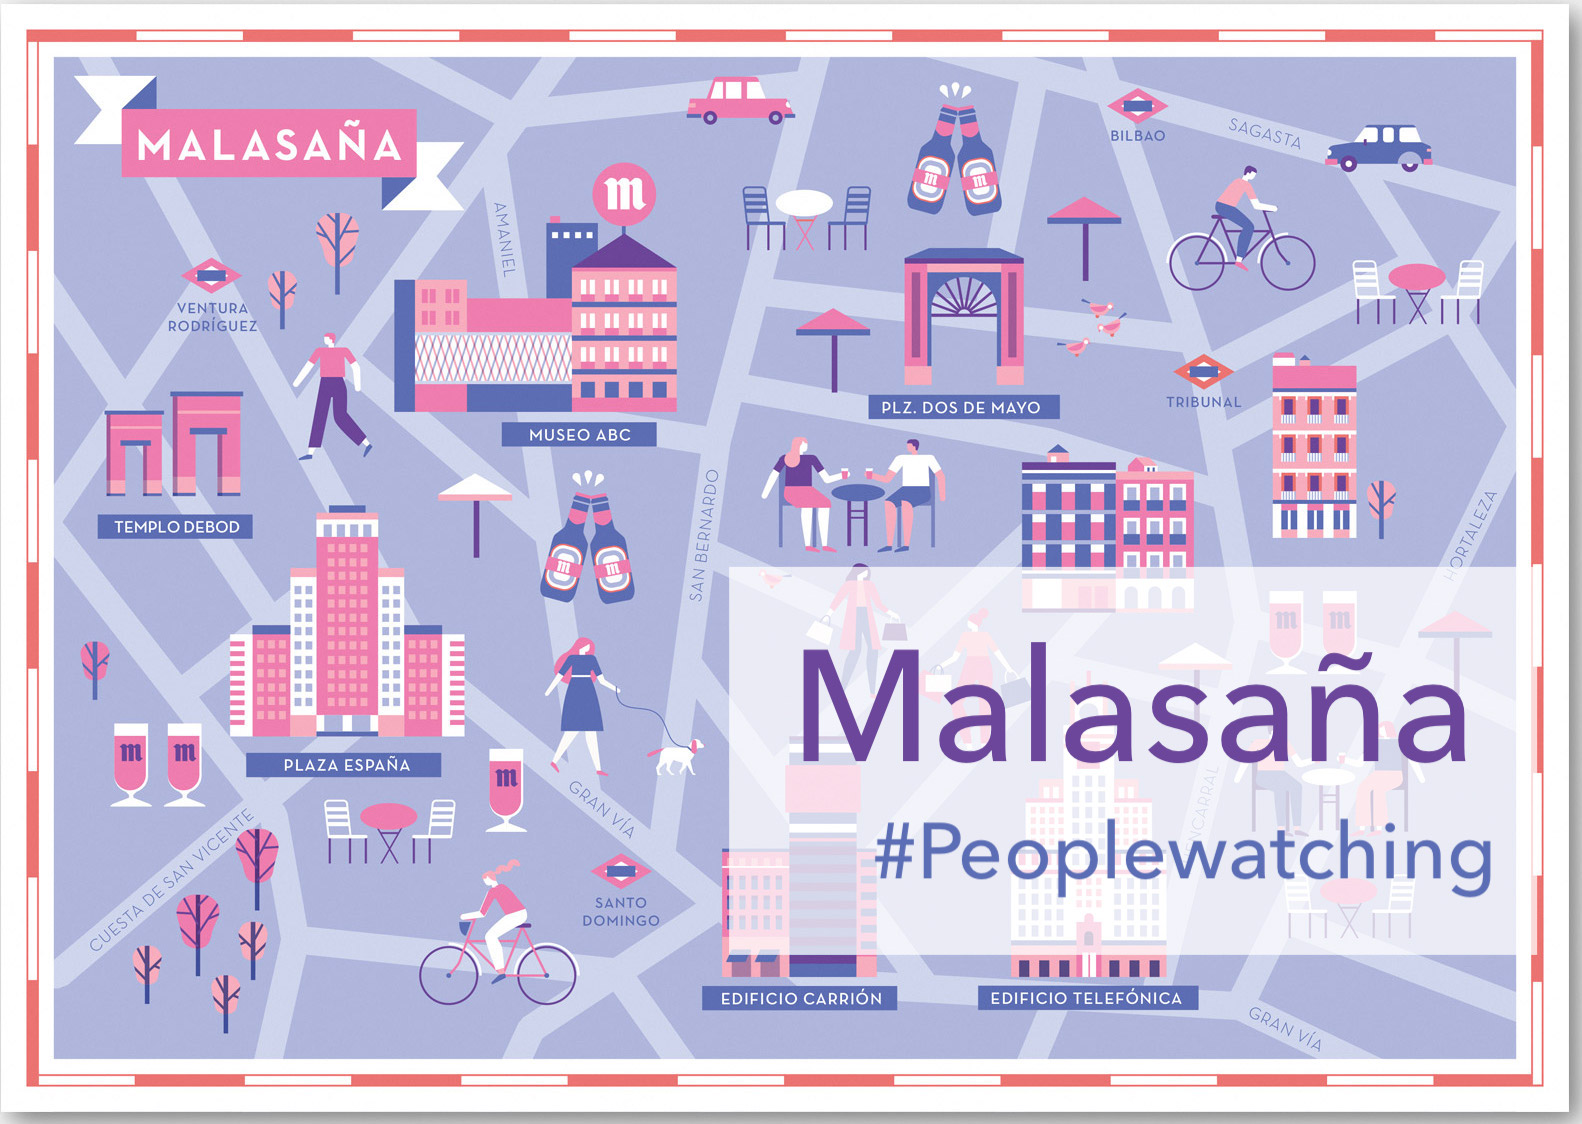 MALASAÑA
BILBAO
SAGASTA
AMANIEL
m
VENTURA
RODRÍGUEZ
m
m
PLZ. DOS DE MAYO
TRIBUNAL
MUSEO ABC
TEMPLO DEBOD
SAN BERNARDO
HORTALEZA
m
m
m
m
Malasaña
#Peoplewatching
PLAZA ESPAÑA
m
m
m
GRAN VÍA
CUESTA DE SAN VICENTE
SANTO
DOMINGO
EDIFICIO CARRIÓN
EDIFICIO TELEFÓNICA
GRAN VÍA